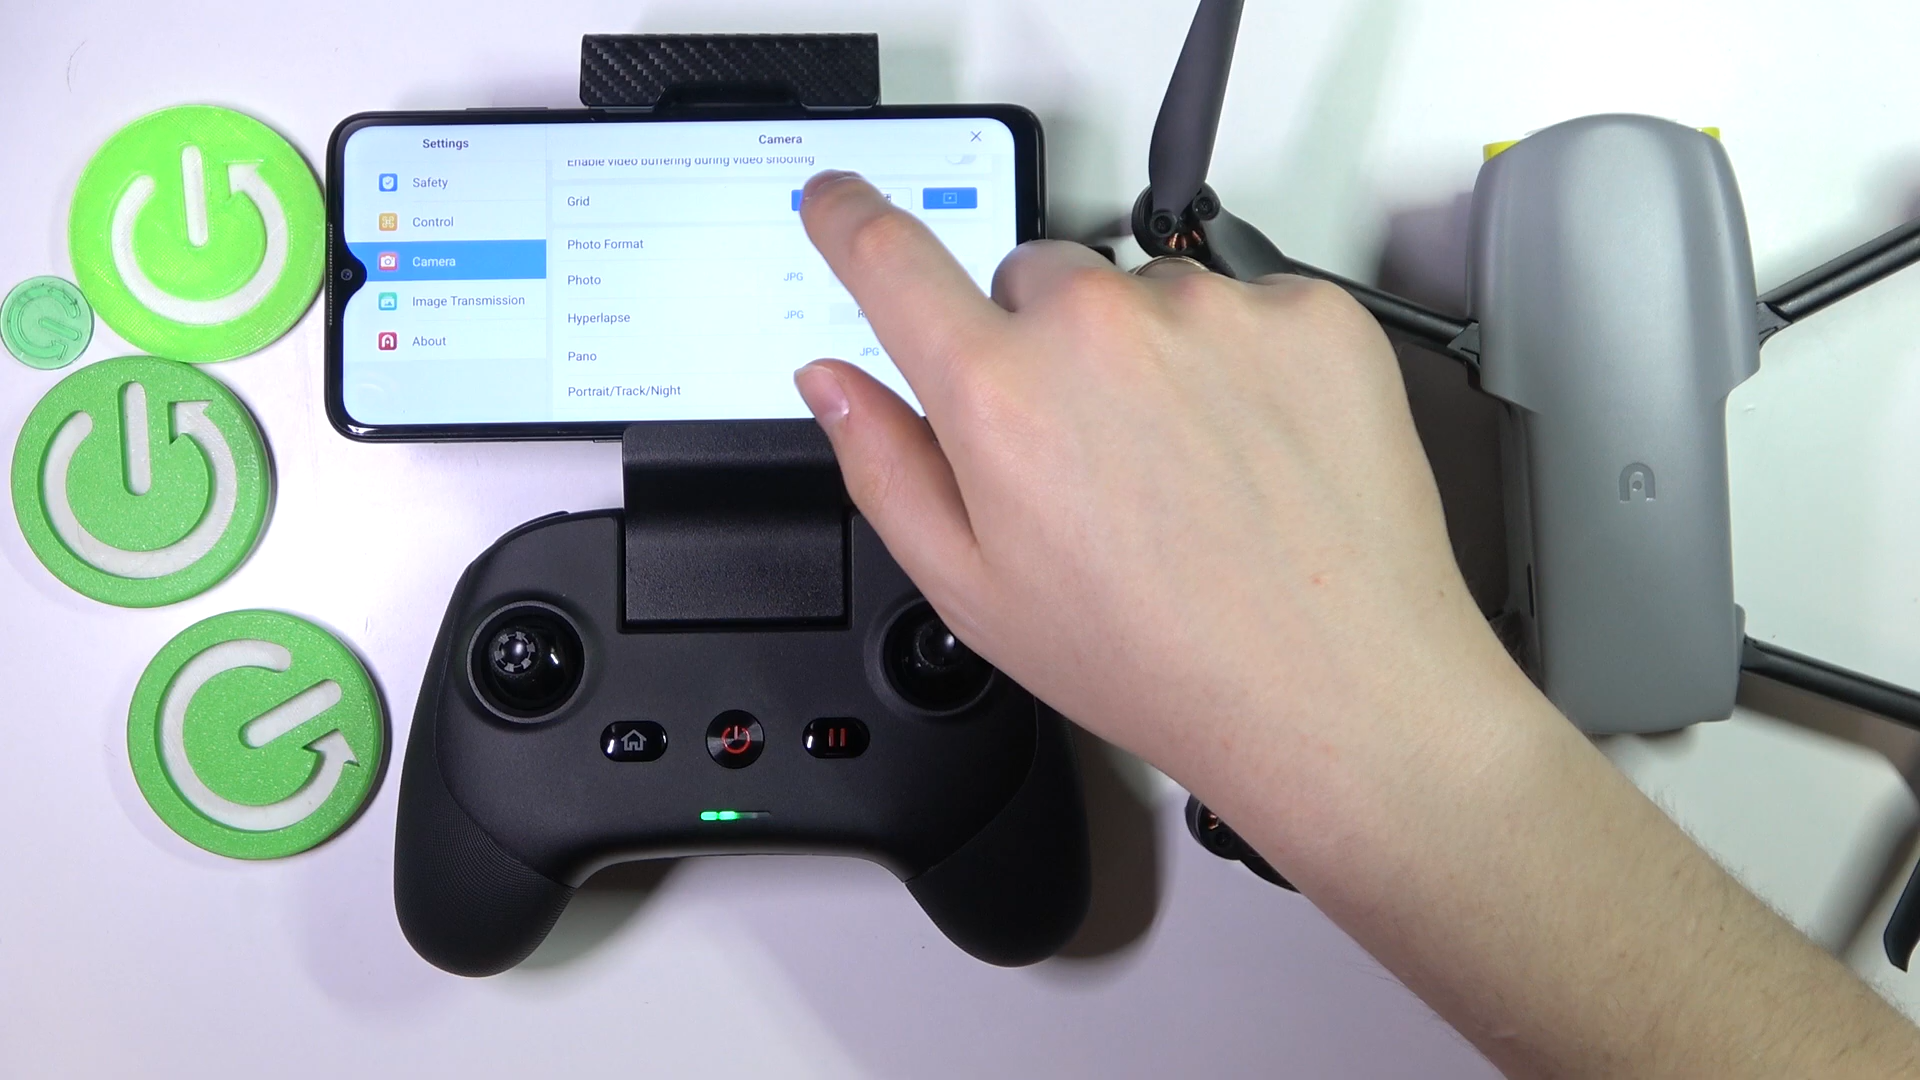 Settings
Camera
Enable video buffering during video shooting
Safety
Grid
Control
Photo Format
Camera
Photo JPG
Image Transmission
Hyperlapse JPG
About
Pano JPG
Portrait/Track/Night